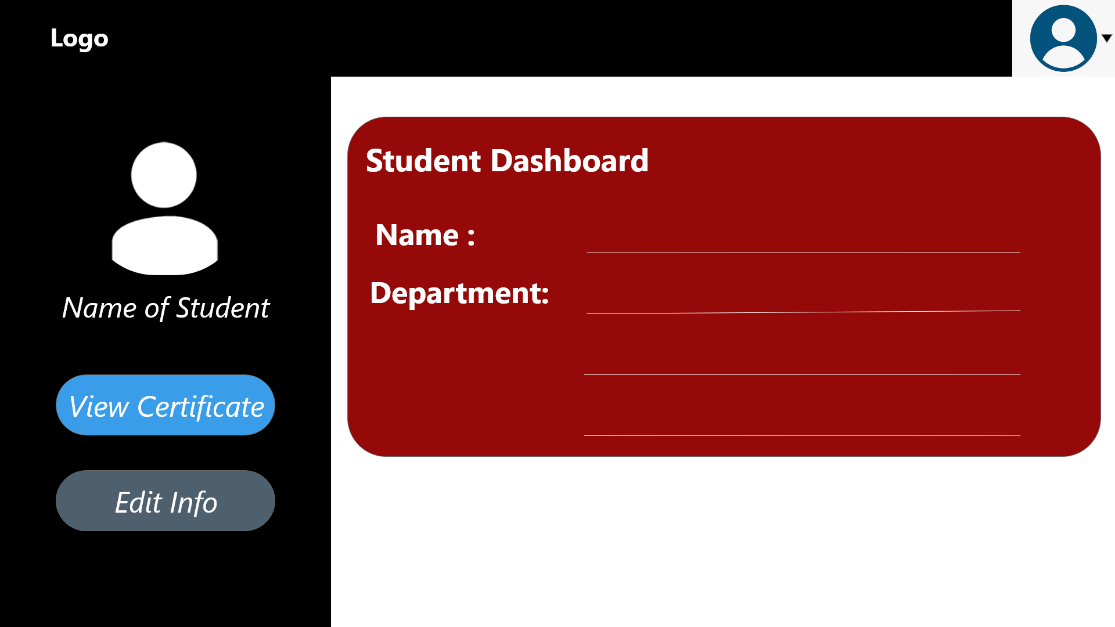 Logo
Student Dashboard
Name :
Department:
Name of Student
View Certificate
Edit Info